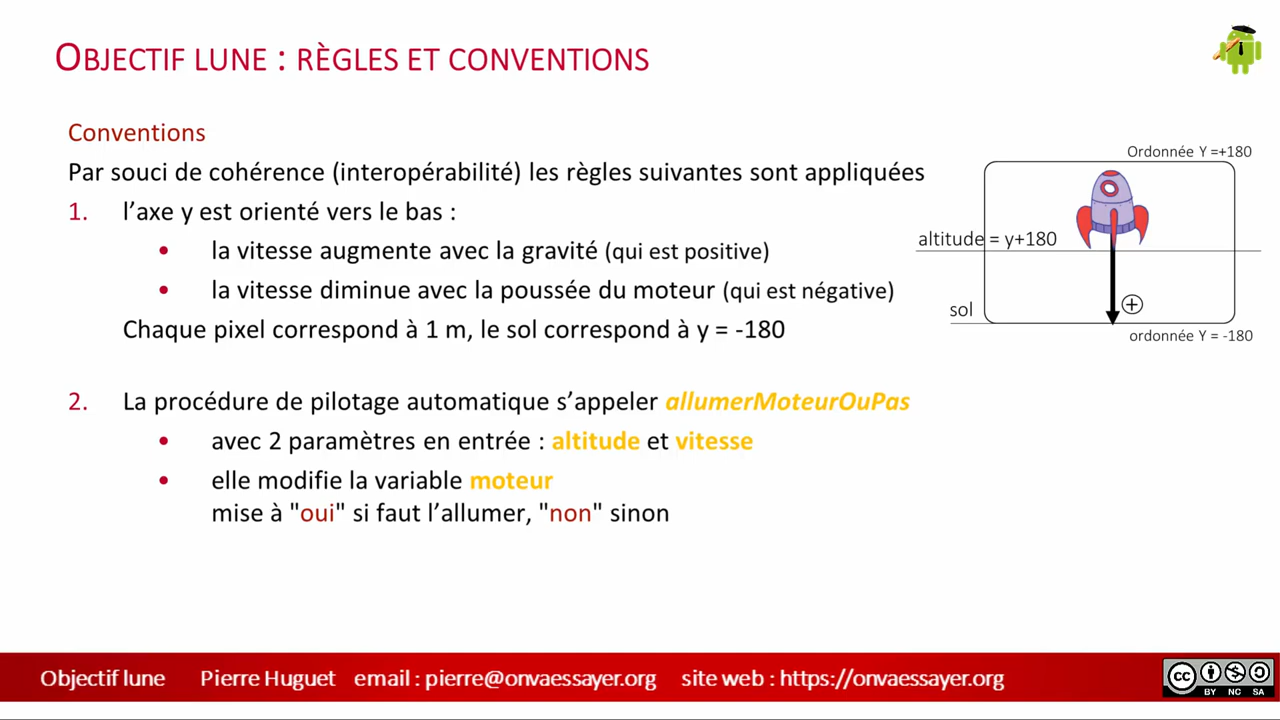 OBJECTIF LUNE : RÈGLES ET CONVENTIONS
Conventions
Par souci de cohérence (interopérabilité) les règles suivantes sont appliquées
1. l’axe y est orienté vers le bas :
• la vitesse augmente avec la gravité (qui est positive)
• la vitesse diminue avec la poussée du moteur (qui est négative)
Chaque pixel correspond à 1 m, le sol correspond à y = -180
2. La procédure de pilotage automatique s’appeler allumerMoteurOuPas
• avec 2 paramètres en entrée : altitude et vitesse
• elle modifie la variable moteur
mise à "oui" si faut l’allumer, "non" sinon
Ordonnée Y =+180
altitude = y+180
+
sol
ordonnée Y = -180
Objectif lune Pierre Huguet email : pierre@onvaessayer.org site web : https://onvaessayer.org
cc
BY NC SA